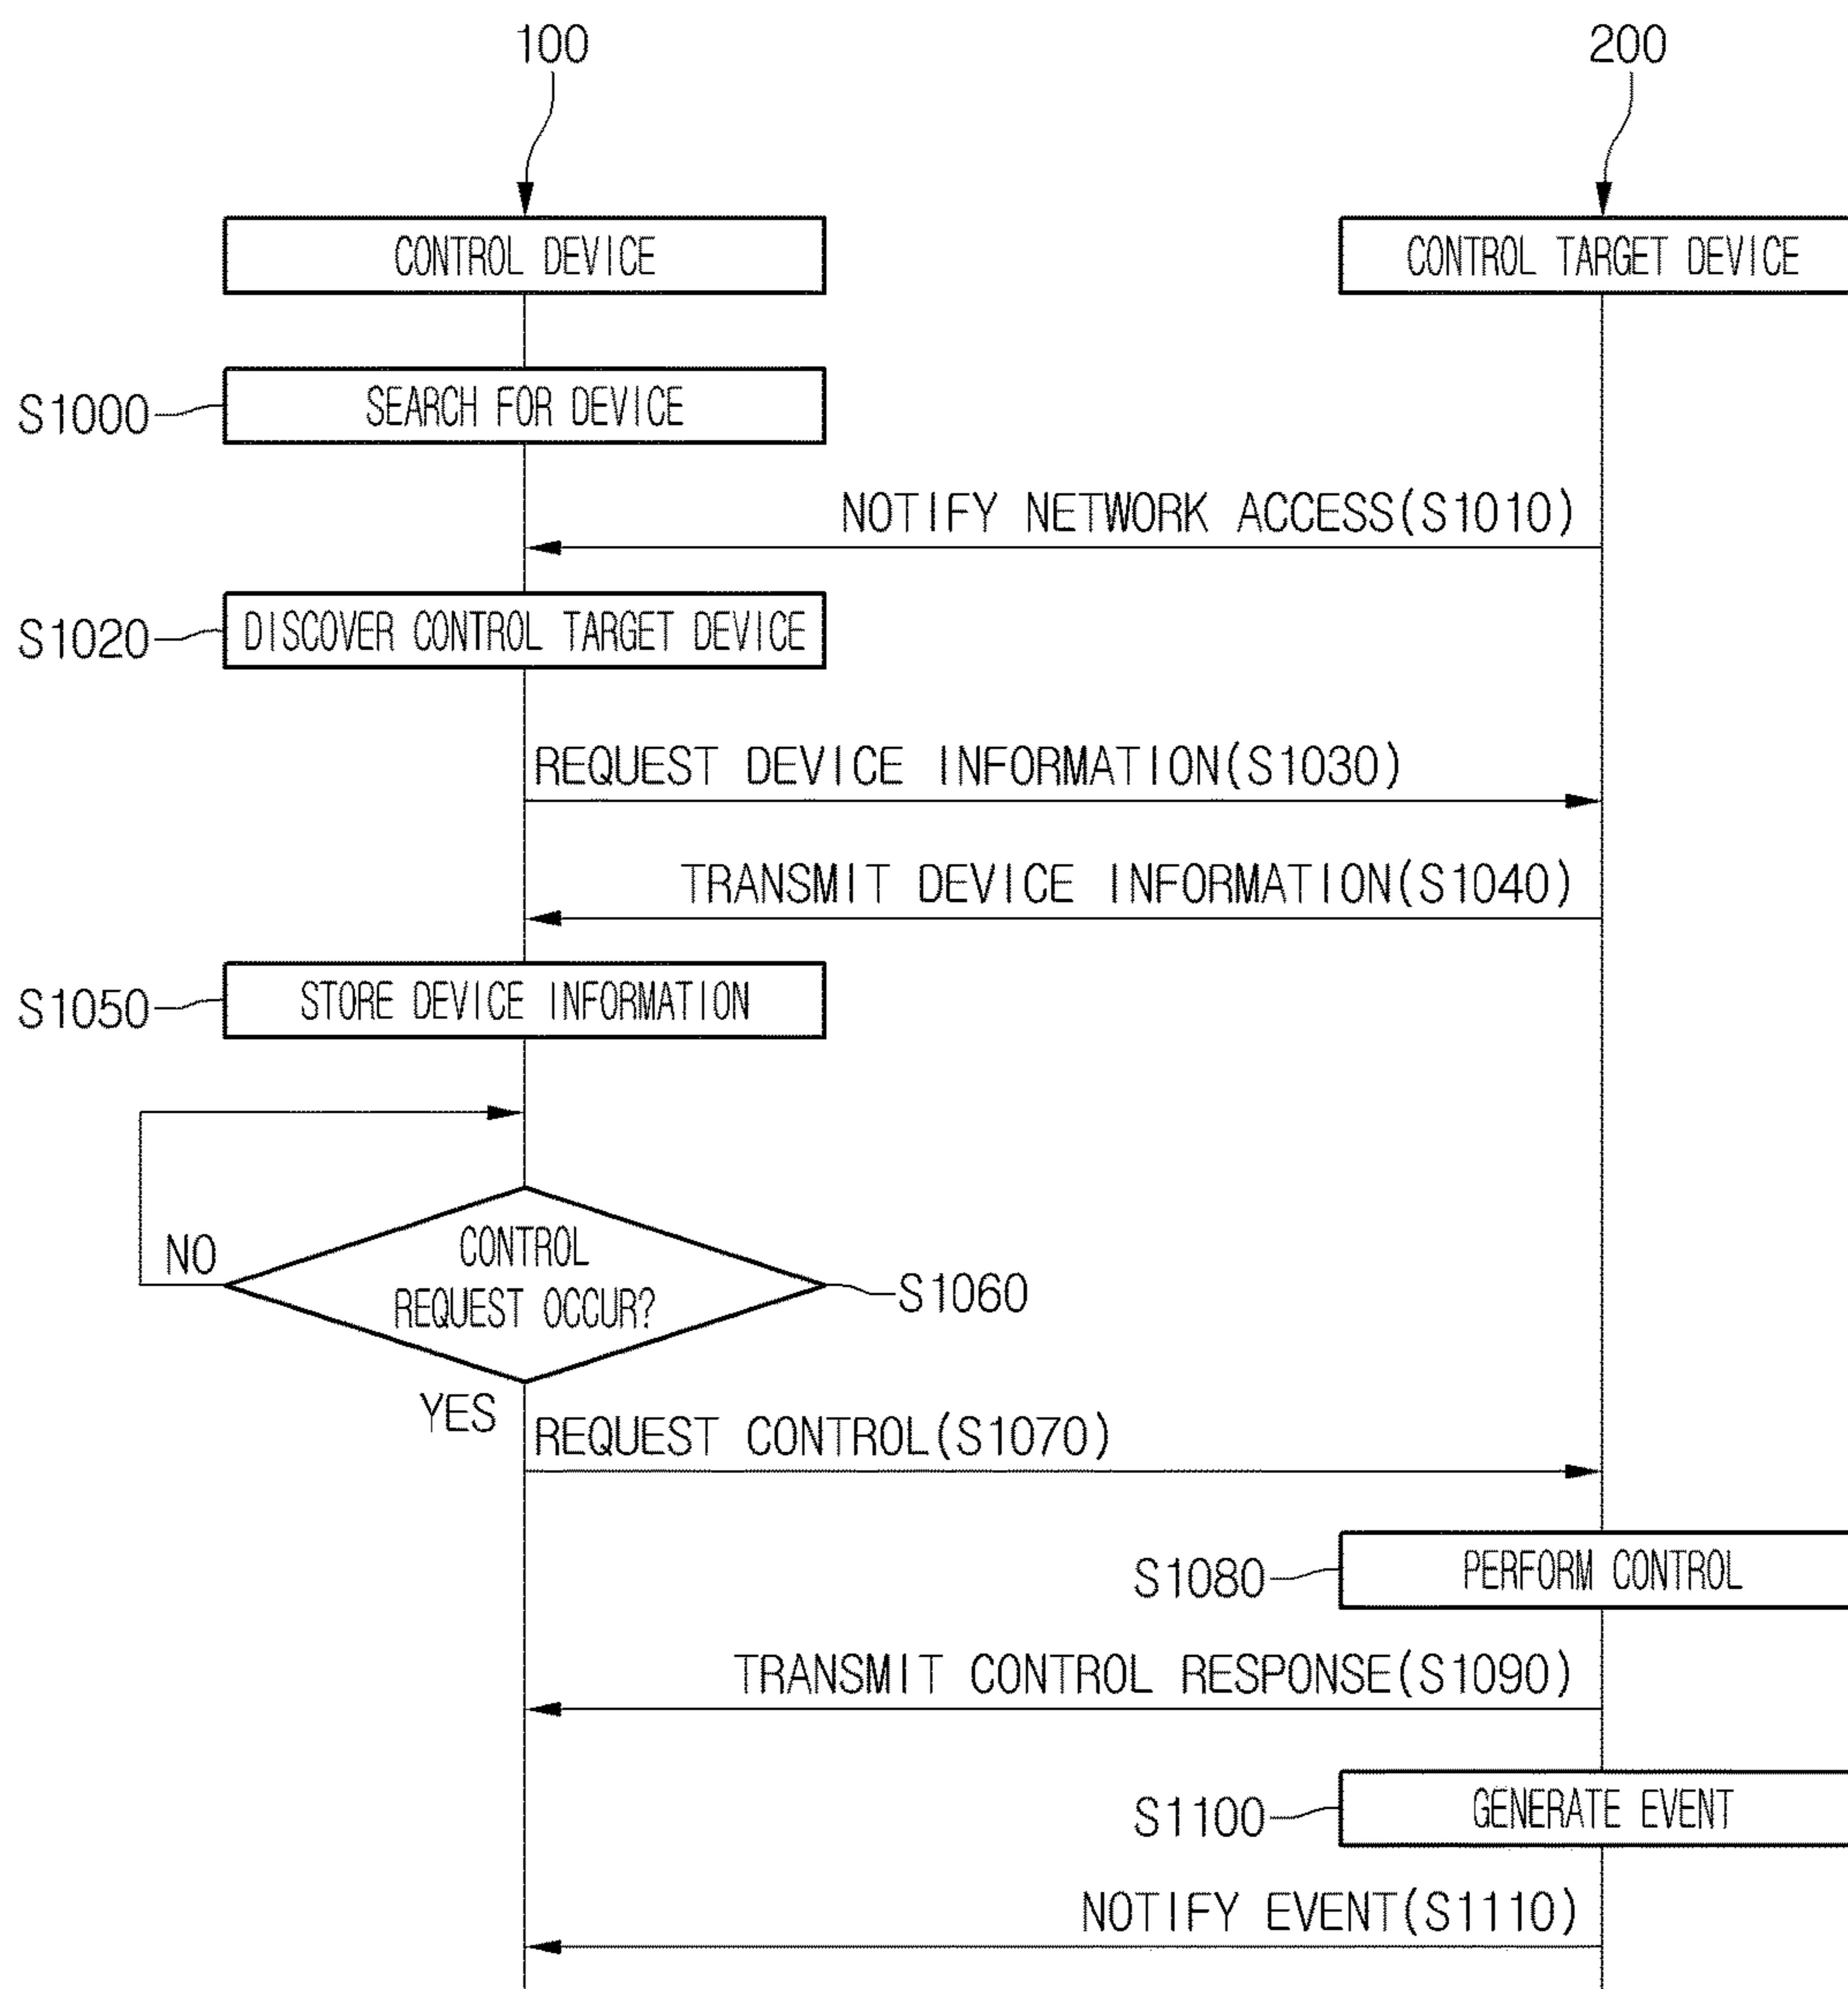 100
200
CONTROL DEVICE
CONTROL TARGET DEVICE
S1000
SEARCH FOR DEVICE
NOTIFY NETWORK ACCESS(S1010)
S1020
DISCOVER CONTROL TARGET DEVICE
REQUEST DEVICE INFORMATION(S1030)
TRANSMIT DEVICE INFORMATION(S1040)
S1050
STORE DEVICE INFORMATION
NO
CONTROL
REQUEST OCCUR?
S1060
YES
REQUEST CONTROL(S1070)
S1080
PERFORM CONTROL
TRANSMIT CONTROL RESPONSE(S1090)
S1100
GENERATE EVENT
NOTIFY EVENT(S1110)